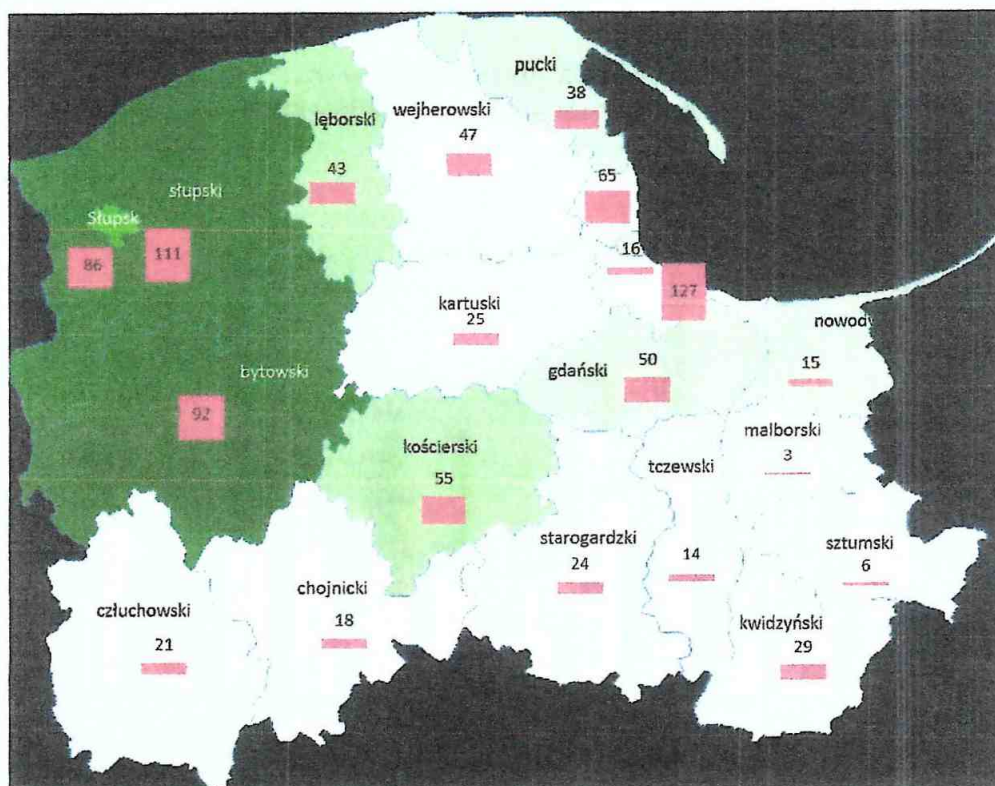 pucki
38
wejherowski
47
lęborski
43
65
słupski
Słupsk
86
111
16
127
kartuski
25
nowody
15
gdański
50
bytowski
92
malborski
3
kościerski
55
tczewski
14
starogardzki
24
sztumski
6
chojnicki
18
człuchowski
21
kwidzyński
29